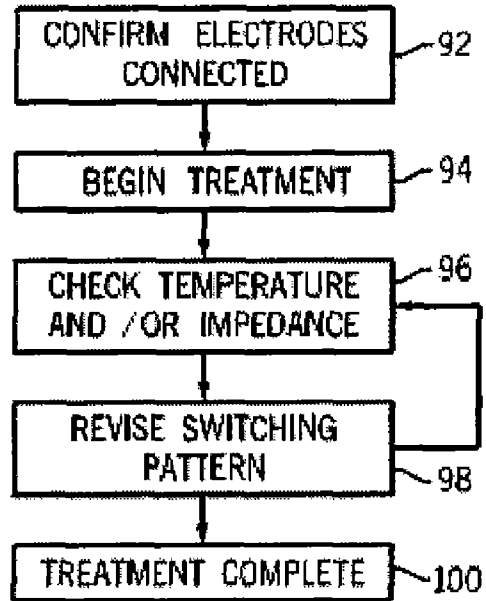 CONFIRM ELECTRODES
CONNECTED
92
BEGIN TREATMENT
94
CHECK TEMPERATURE
AND /OR IMPEDANCE
96
REVISE SWITCHING
PATTERN
98
TREATMENT COMPLETE
100